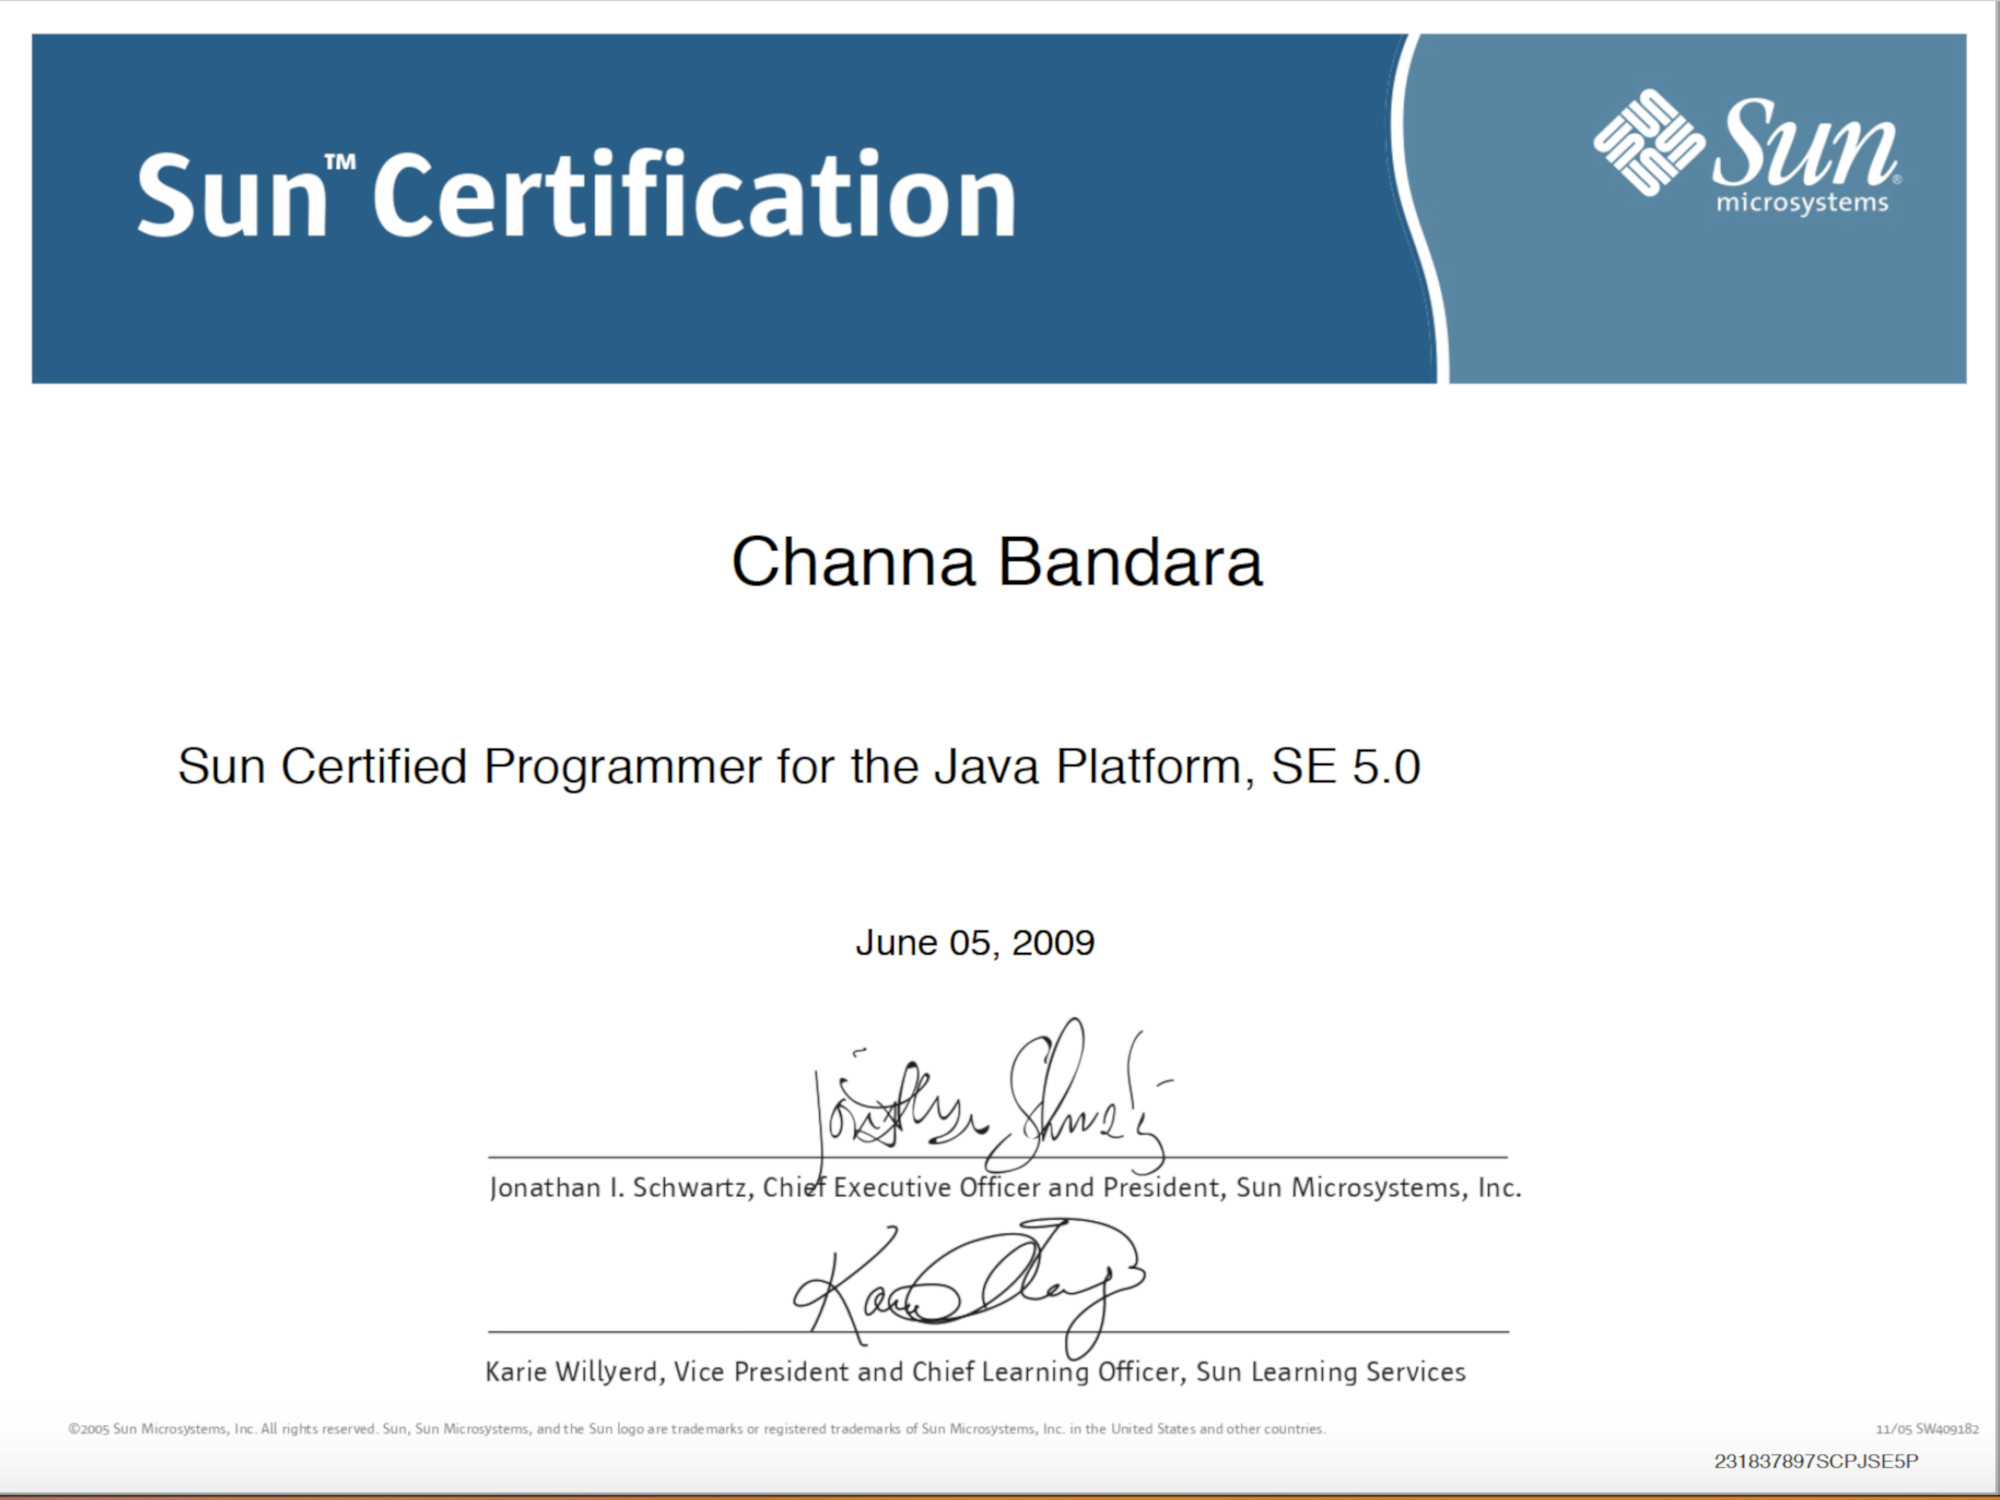 Sun™ Certification
Sun®
microsystems
Channa Bandara
Sun Certified Programmer for the Java Platform, SE 5.0
June 05, 2009
Jonathan I. Schwartz, Chief Executive Officer and President, Sun Microsystems, Inc.
Karie Willyerd, Vice President and Chief Learning Officer, Sun Learning Services
©2005 Sun Microsystems, Inc. All rights reserved. Sun, Sun Microsystems, and the Sun logo are trademarks or registered trademarks of Sun Microsystems, Inc. in the United States and other countries.
11/05 SW409182
231837897SCPJSE5P